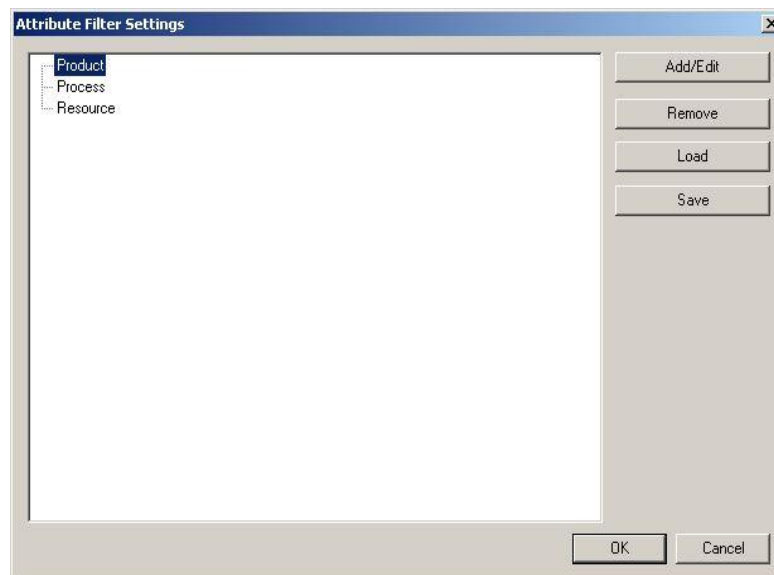 Attribute Filter Settings
Product
Process
Resource
Add/Edit
Remove
Load
Save
OK
Cancel